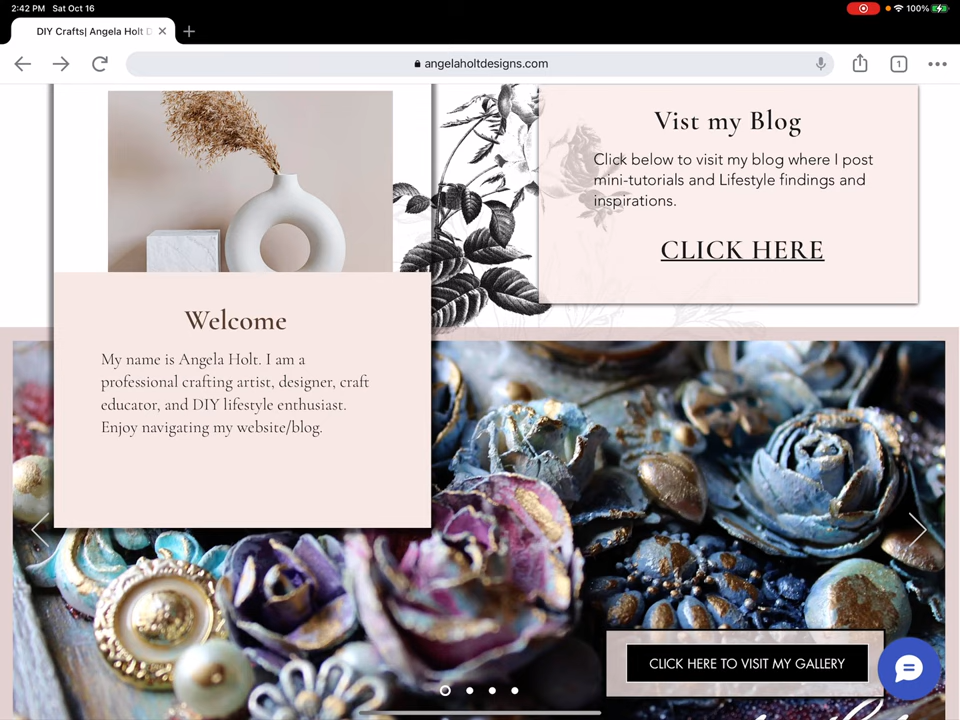 2:42 PM Sat Oct 16
100%
DIY Crafts| Angela Holt D
angelaholtdesigns.com
1
Vist my Blog
Click below to visit my blog where I post
mini-tutorials and Lifestyle findings and
inspirations.
CLICK HERE
Welcome
My name is Angela Holt. I am a
professional crafting artist, designer, craft
educator, and DIY lifestyle enthusiast.
Enjoy navigating my website/blog.
CLICK HERE TO VISIT MY GALLERY